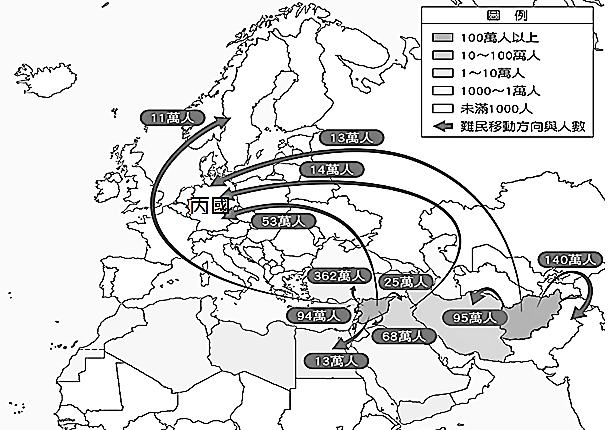 圖 例
100萬人以上
10～100萬人
1～10萬人
1000～1萬人
未滿1000人
難民移動方向與人數
11萬人
13萬人
14萬人
丙國
53萬人
362萬人
25萬人
140萬人
94萬人
95萬人
68萬人
13萬人